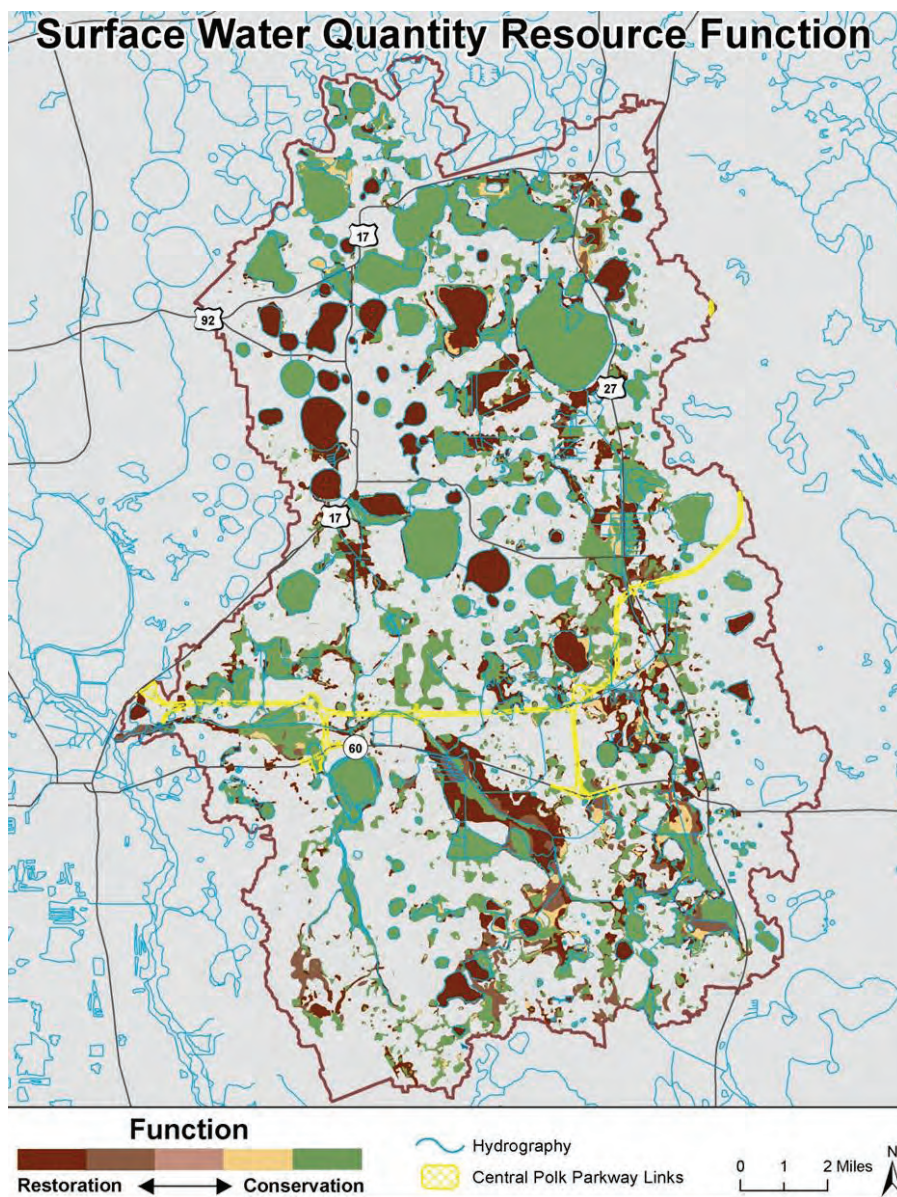 Surface Water Quantity Resource Function
17
92
27
17
60
Function
Restoration
Conservation
Hydrography
Central Polk Parkway Links
0 1 2 Miles
N